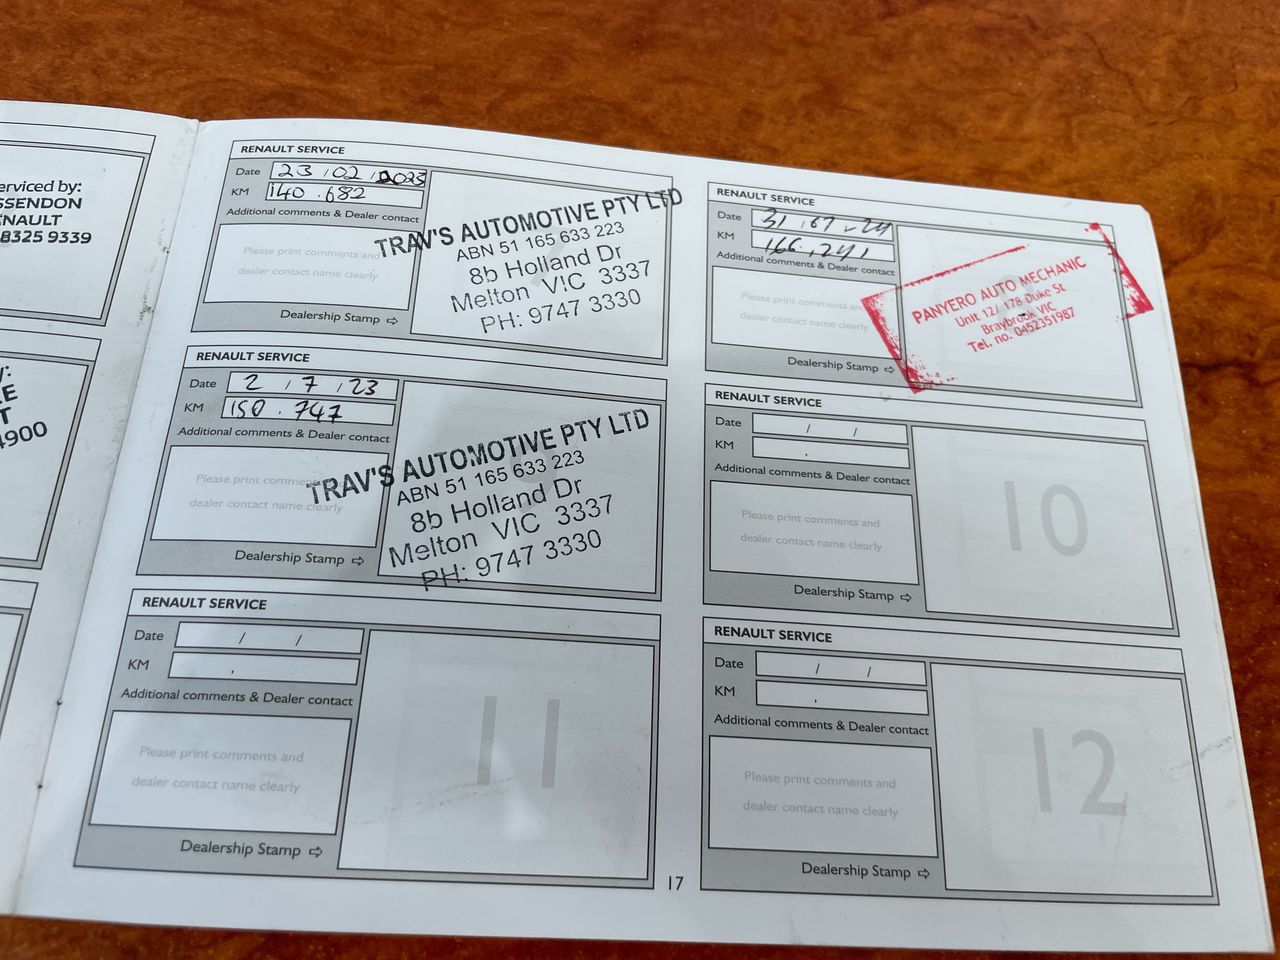 erviced by:
SSENDON
NAULT
8325 9339
4900
RENAULT SERVICE
Date 23 / 02 / 2023
KM 140.682
Additional comments & Dealer contact
Please print comments and
dealer contact name clearly
Dealership Stamp ⇨
TRAV'S AUTOMOTIVE PTY LTD
ABN 51 165 633 223
8b Holland Dr
Melton VIC 3337
PH: 9747 3330
RENAULT SERVICE
Date 31 / 07 / 24
KM 166.241
Additional comments & Dealer contact
Please print comments and
dealer contact name clearly
Dealership Stamp ⇨
PANYERO AUTO MECHANIC
Unit 12/ 178 Duke St
Braybrook VIC
Tel. no. 0452351987
RENAULT SERVICE
Date 2 / 7 / 23
KM 150.747
Additional comments & Dealer contact
Please print comments
dealer contact name clearly
Dealership Stamp ⇨
TRAV'S AUTOMOTIVE PTY LTD
ABN 51 165 633 223
8b Holland Dr
Melton VIC 3337
PH: 9747 3330
RENAULT SERVICE
Date / /
KM .
Additional comments & Dealer contact
Please print comments and
dealer contact name clearly
Dealership Stamp ⇨
10
RENAULT SERVICE
Date / /
KM .
Additional comments & Dealer contact
Please print comments and
dealer contact name clearly
Dealership Stamp ⇨
11
RENAULT SERVICE
Date / /
KM .
Additional comments & Dealer contact
Please print comments and
dealer contact name clearly
Dealership Stamp ⇨
12
17